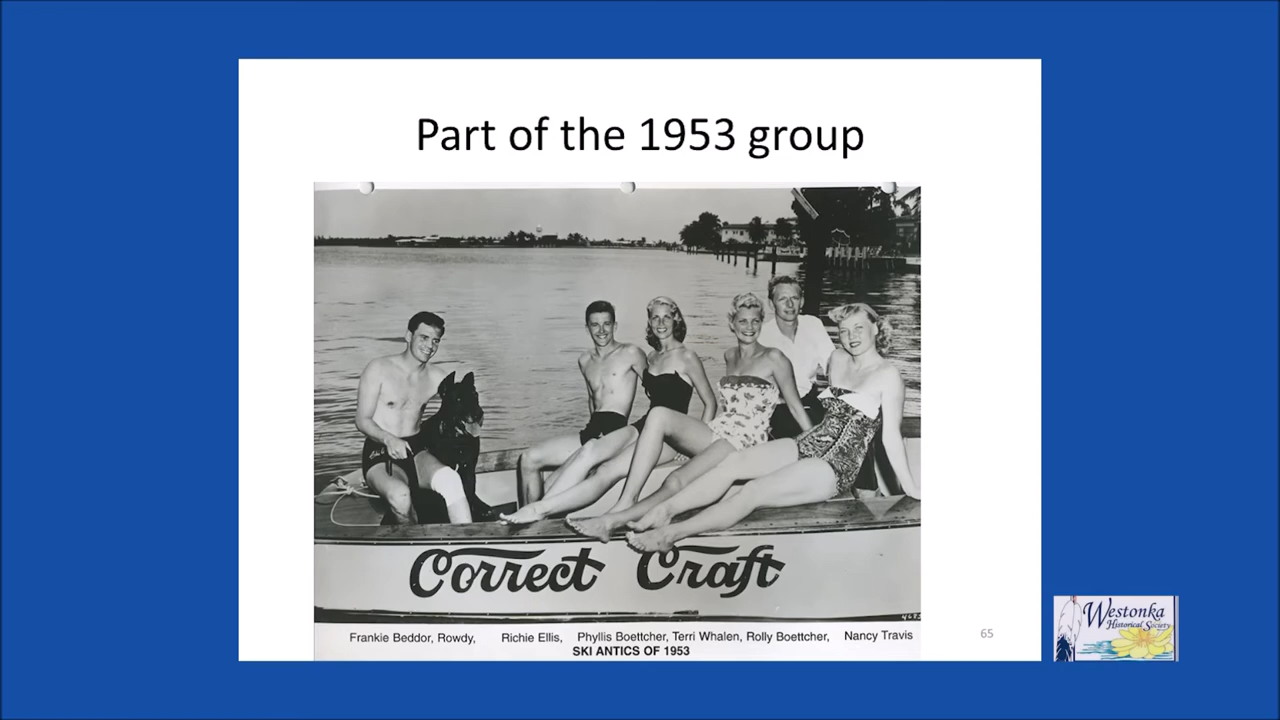 Part of the 1953 group
Correct Craft
Frankie Beddor, Rowdy, Richie Ellis, Phyllis Boettcher, Terri Whalen, Rolly Boettcher, Nancy Travis
SKI ANTICS OF 1953
65
Westonka
Historical Society